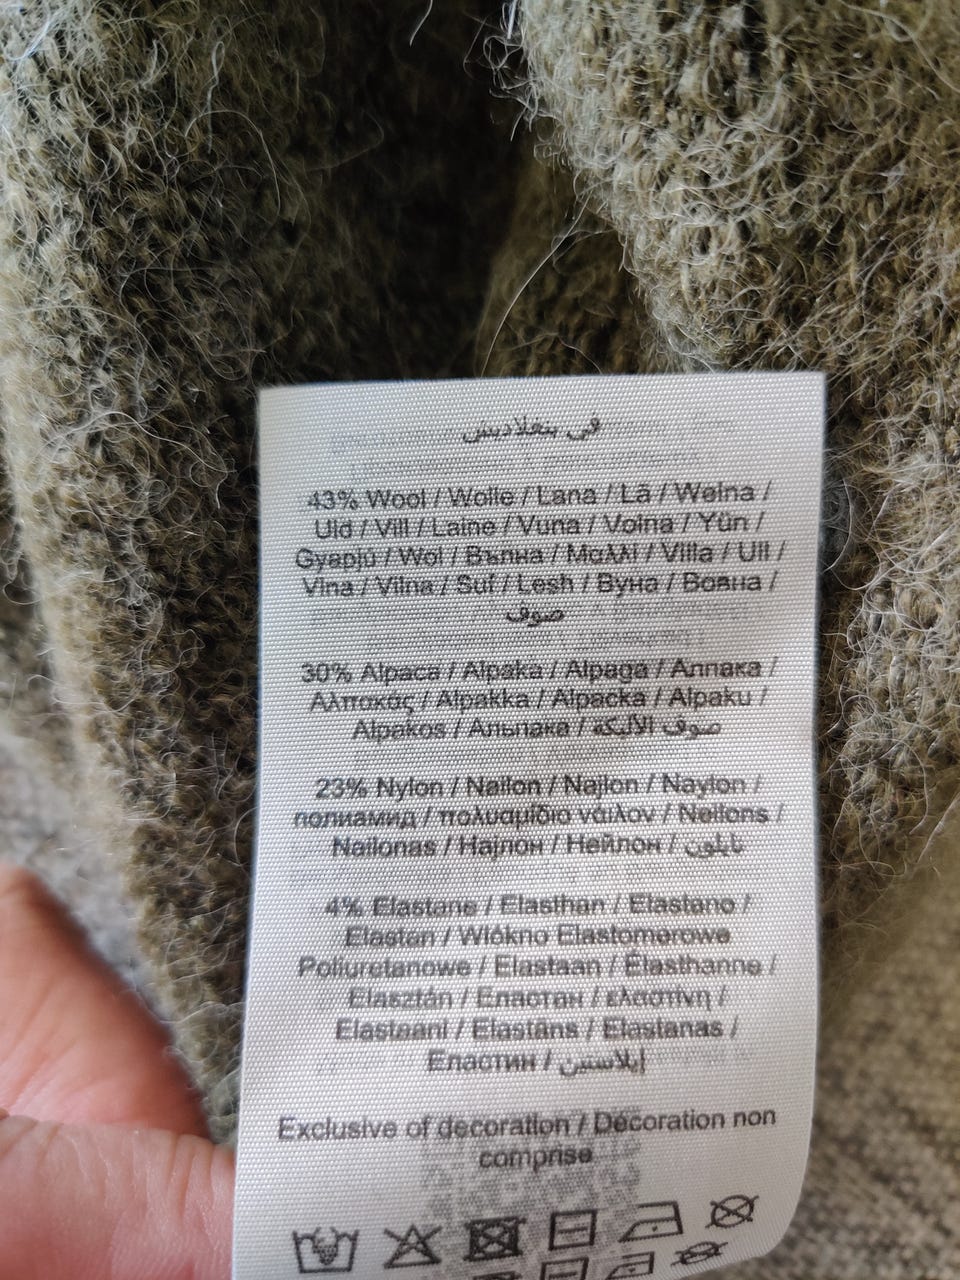 في بنغلاديش
43% Wool / Wolle / Lana / Lã / Wełna /
Uld / Vill / Laine / Vuna / Volna / Yün /
Gyapjú / Wol / Вълна / Μαλλί / Villa / Ull /
Vlna / Vilna / Suf / Lesh / Вуна / Вовна /
صوف
30% Alpaca / Alpaka / Alpaga / Алпака /
Αλπακάς / Alpakka / Alpacka / Alpaku /
Alpakos / Альпака / صوف الألبكة
23% Nylon / Nailon / Najlon / Naylon /
полиамид / πολυαμίδιο νάιλον / Neilons /
Nailonas / Најлон / Нейлон / نايلون
4% Elastane / Elasthan / Elastano /
Elastan / Włókno Elastomerowe
Poliuretanowe / Elastaan / Élasthanne /
Elasztán / Еластан / ελαστίνη /
Elastaani / Elastāns / Elastanas /
Еластин / إيلاستين
Exclusive of decoration / Décoration non
comprise